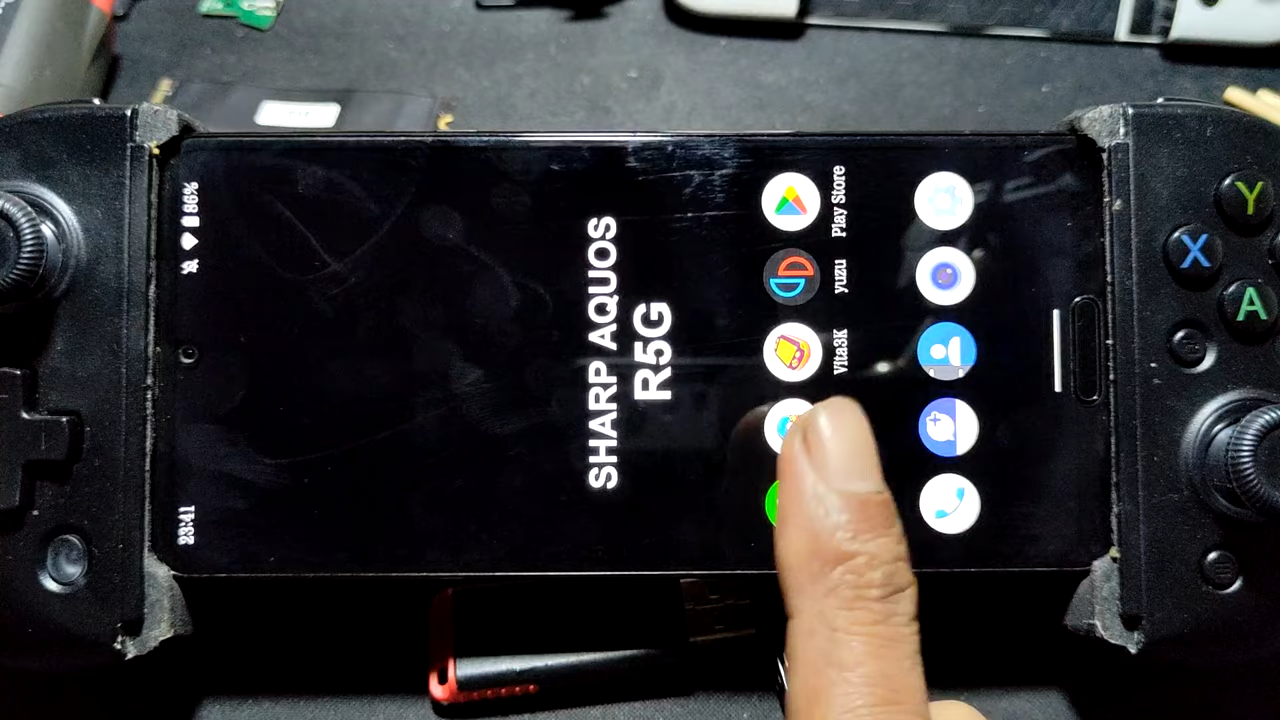 23:41
86%
SHARP AQUOS
R5G
Vita3K
yuzu
Play Store
Y
X
A